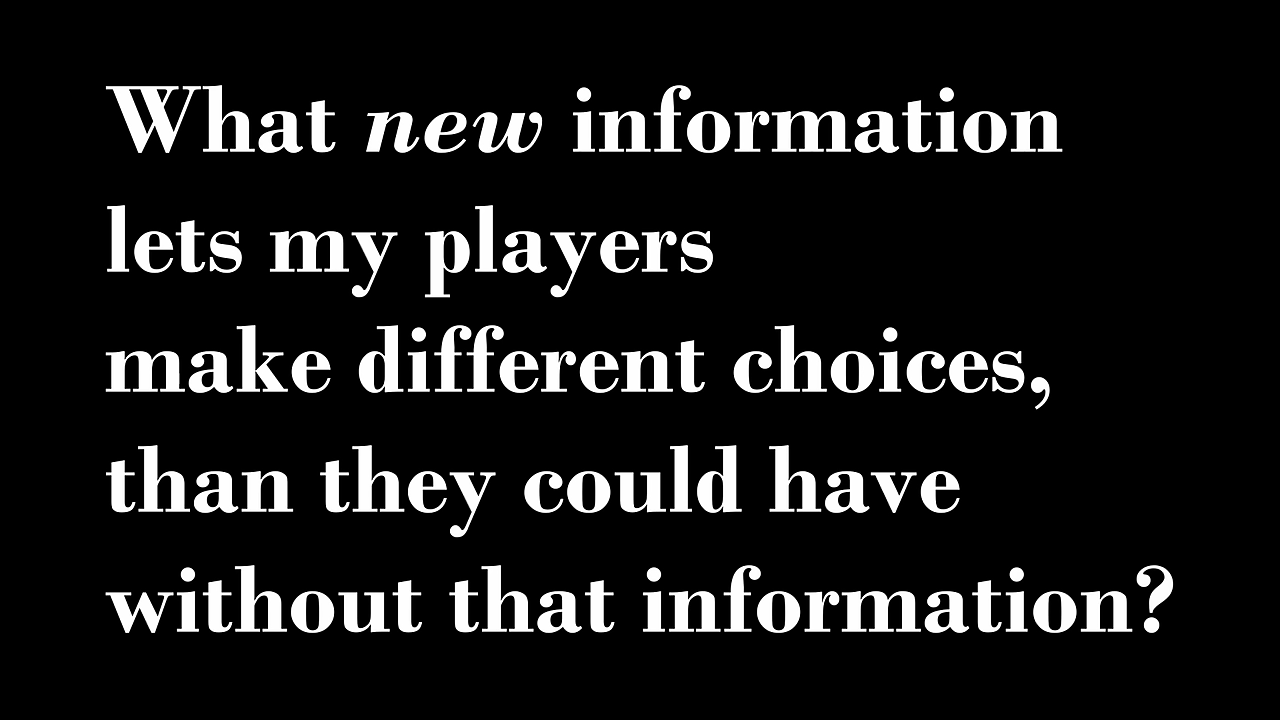 What new information
lets my players
make different choices,
than they could have
without that information?